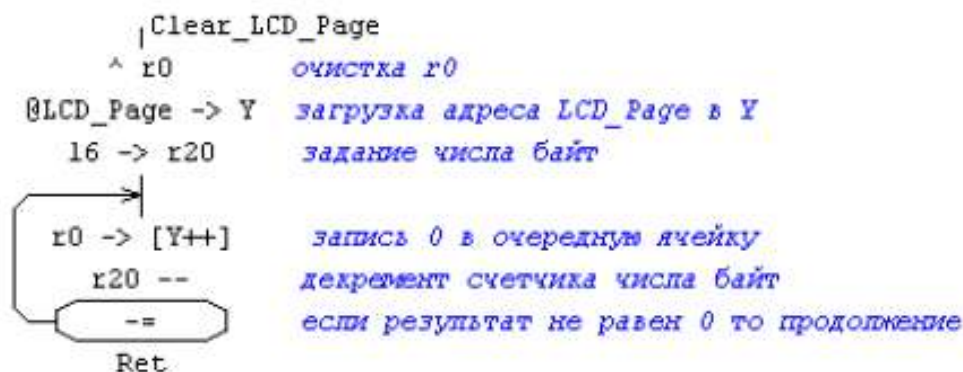 Clear_LCD_Page
^ r0 очистка r0
@LCD_Page -> Y загрузка адреса LCD_Page в Y
16 -> r20 задание числа байт
r0 -> [Y++] запись 0 в очередную ячейку
r20 -- декремент счетчика числа байт
-= если результат не равен 0 то продолжение
Ret